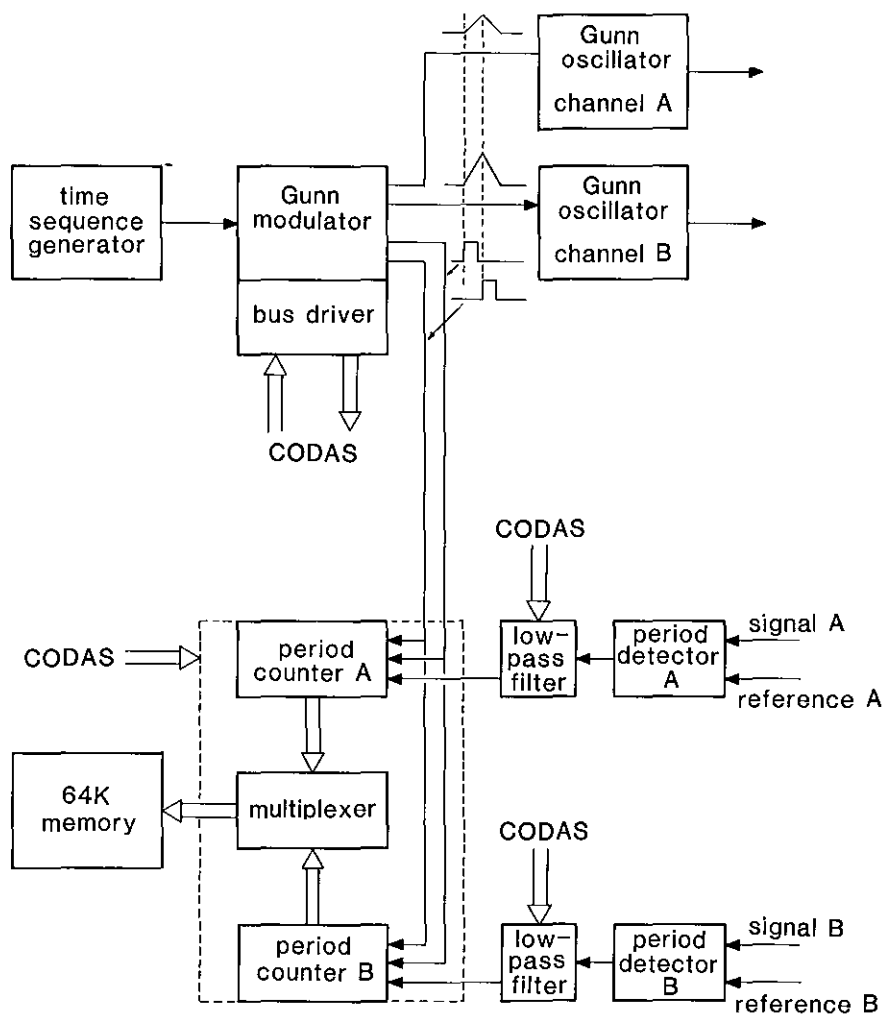 Gunn
oscillator
channel A
time
sequence
generator
Gunn
modulator
Gunn
oscillator
channel B
bus driver
CODAS
CODAS
CODAS
period
counter A
low-
pass
filter
period
detector
A
signal A
reference A
64K
memory
multiplexer
CODAS
period
counter B
low-
pass
filter
period
detector
B
signal B
reference B